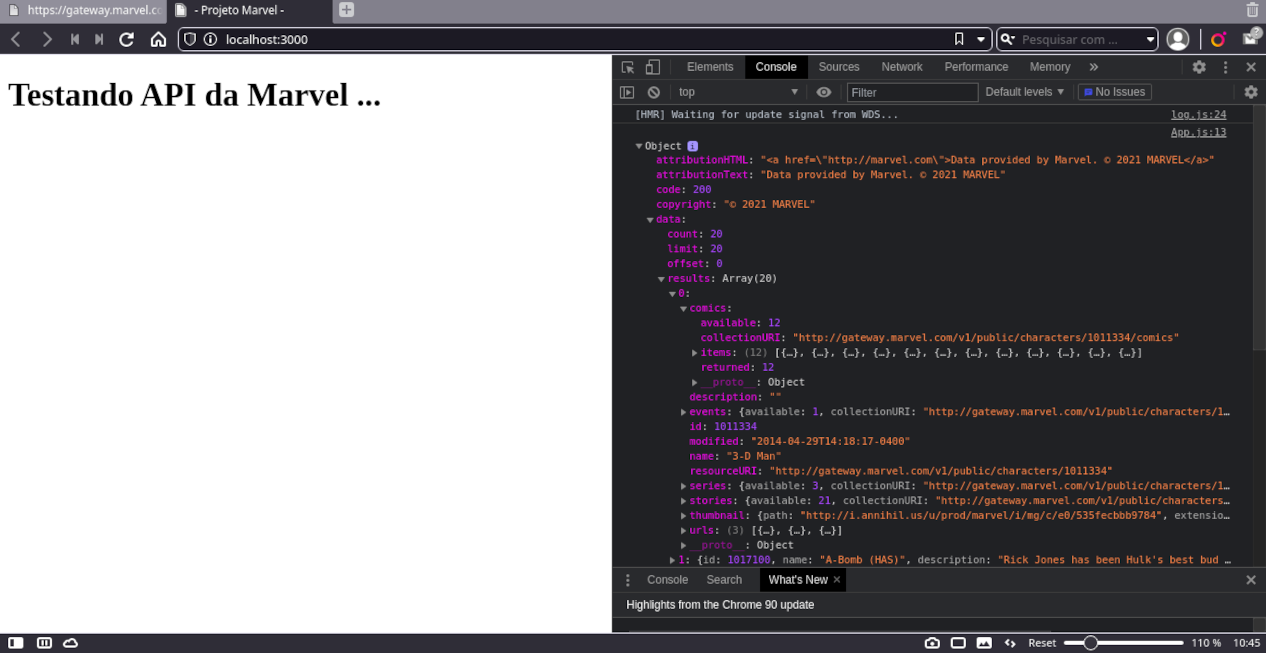 https://gateway.marvel.cc
- Projeto Marvel -
localhost:3000
Pesquisar com ...
Testando API da Marvel ...
Elements Console Sources Network Performance Memory
top Filter Default levels No Issues
[HMR] Waiting for update signal from WDS... log.js:24
App.js:13
Object i
attributionHTML: "<a href=\"http://marvel.com\">Data provided by Marvel. © 2021 MARVEL</a>"
attributionText: "Data provided by Marvel. © 2021 MARVEL"
code: 200
copyright: "© 2021 MARVEL"
data:
count: 20
limit: 20
offset: 0
results: Array(20)
0:
comics:
available: 12
collectionURI: "http://gateway.marvel.com/v1/public/characters/1011334/comics"
items: (12) [{…}, {…}, {…}, {…}, {…}, {…}, {…}, {…}, {…}, {…}, {…}, {…}]
returned: 12
__proto__: Object
description: ""
events: {available: 1, collectionURI: "http://gateway.marvel.com/v1/public/characters/1…
id: 1011334
modified: "2014-04-29T14:18:17-0400"
name: "3-D Man"
resourceURI: "http://gateway.marvel.com/v1/public/characters/1011334"
series: {available: 3, collectionURI: "http://gateway.marvel.com/v1/public/characters/1…
stories: {available: 21, collectionURI: "http://gateway.marvel.com/v1/public/characters…
thumbnail: {path: "http://i.annihil.us/u/prod/marvel/i/mg/c/e0/535fecbbb9784", extensio…
urls: (3) [{…}, {…}, {…}]
__proto__: Object
1: {id: 1017100, name: "A-Bomb (HAS)", description: "Rick Jones has been Hulk's best bud …
Console Search What's New
Highlights from the Chrome 90 update
Reset 110 % 10:45